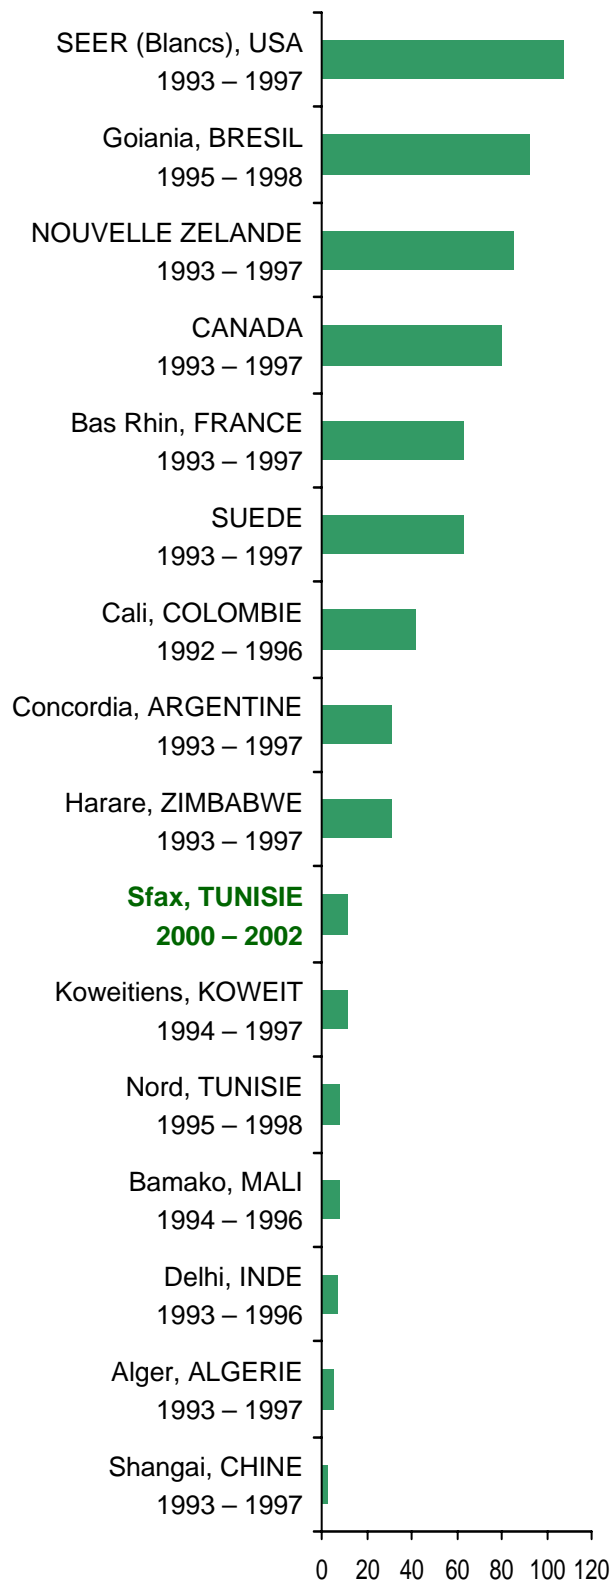 SEER (Blancs), USA
1993 – 1997
Goiania, BRESIL
1995 – 1998
NOUVELLE ZELANDE
1993 – 1997
CANADA
1993 – 1997
Bas Rhin, FRANCE
1993 – 1997
SUEDE
1993 – 1997
Cali, COLOMBIE
1992 – 1996
Concordia, ARGENTINE
1993 – 1997
Harare, ZIMBABWE
1993 – 1997
Sfax, TUNISIE
2000 – 2002
Koweitiens, KOWEIT
1994 – 1997
Nord, TUNISIE
1995 – 1998
Bamako, MALI
1994 – 1996
Delhi, INDE
1993 – 1996
Alger, ALGERIE
1993 – 1997
Shangai, CHINE
1993 – 1997
0 20 40 60 80 100 120